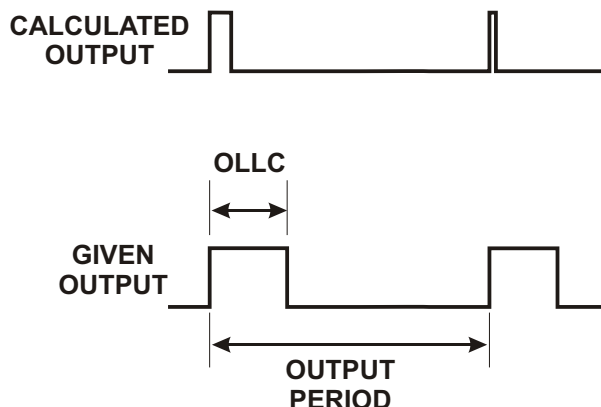 CALCULATED
OUTPUT
OLLC
GIVEN
OUTPUT
OUTPUT
PERIOD